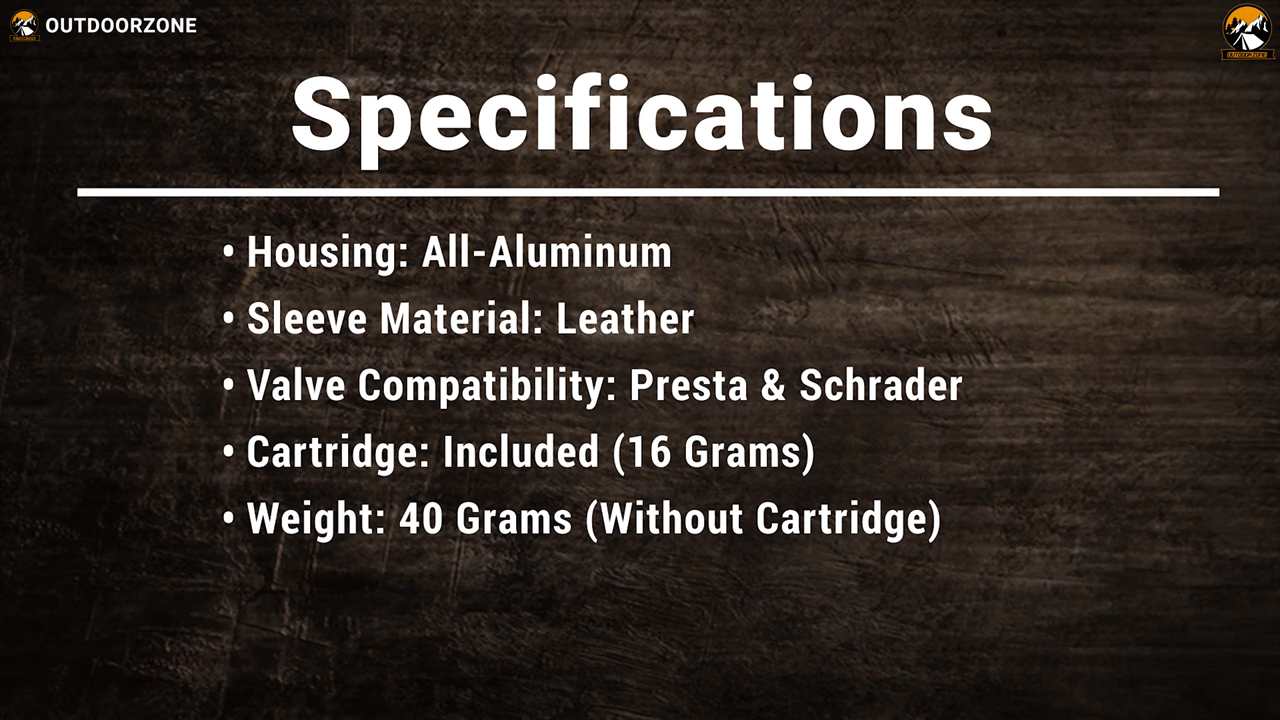 OUTDOORZONE
OUTDOORZONE
Specifications
• Housing: All-Aluminum
• Sleeve Material: Leather
• Valve Compatibility: Presta & Schrader
• Cartridge: Included (16 Grams)
• Weight: 40 Grams (Without Cartridge)